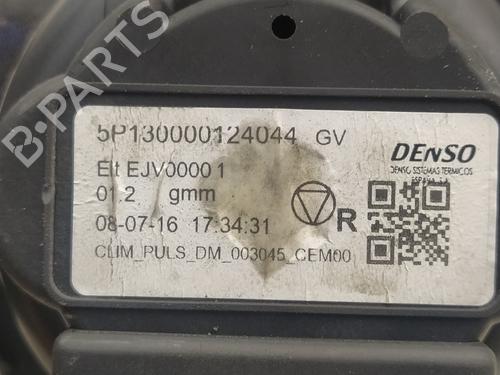 5P130000124044 GV
DENSO
DENSO SISTEMAS TERMICOS
ESPAÑA, S.A.
Elt EJV0000 1
01.2 gmm
08-07-16 17:34:31
R
CLIM_PULS_DM_003045_CEM00
B-PARTS